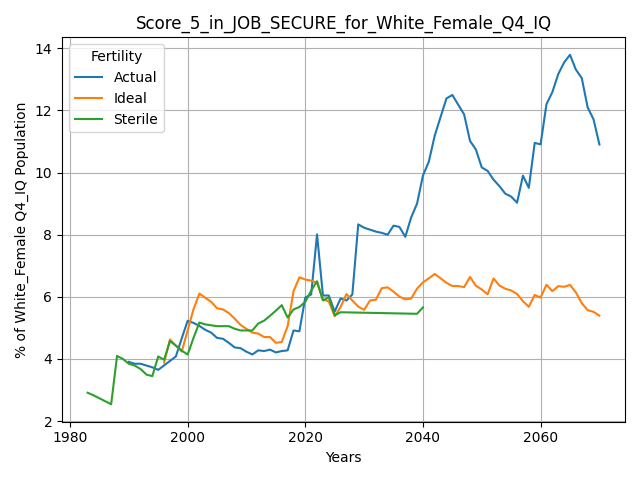 Score_5_in_JOB_SECURE_for_White_Female_Q4_IQ
Fertility
Actual
Ideal
Sterile
% of White_Female Q4_IQ Population
14
12
10
8
6
4
2
1980
2000
2020
2040
2060
Years